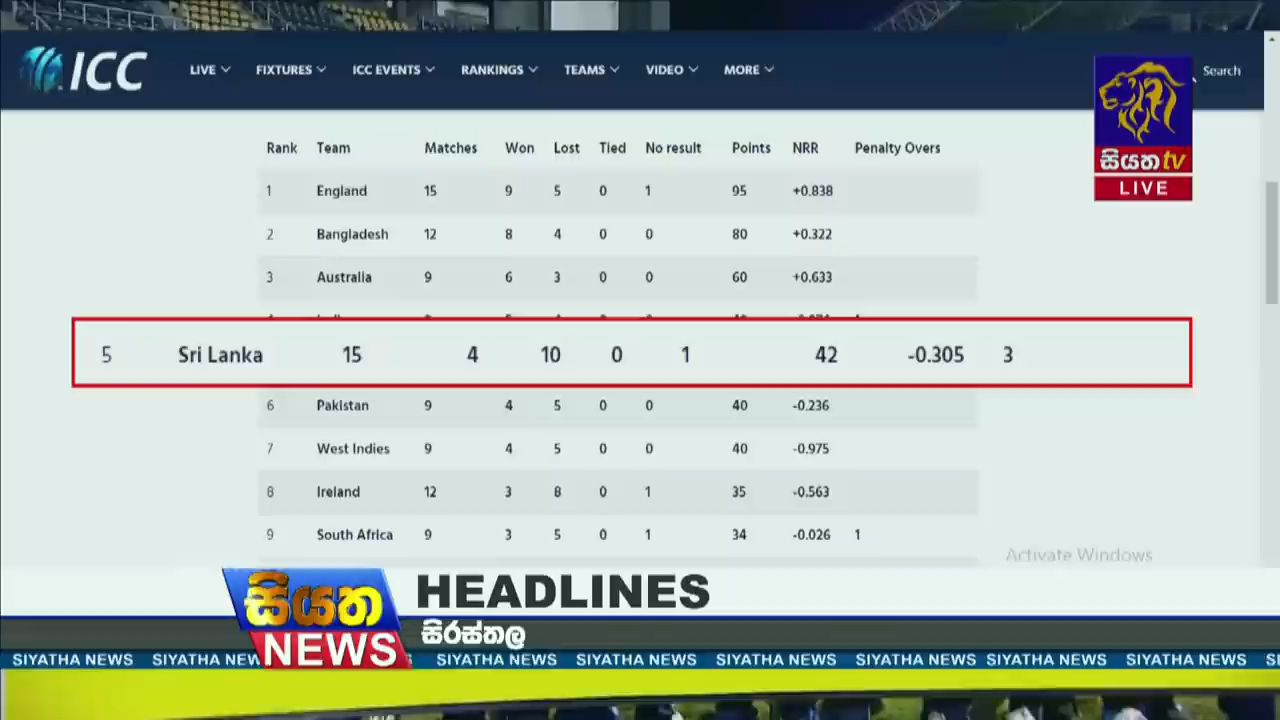 ICC LIVE FIXTURES ICC EVENTS RANKINGS TEAMS VIDEO MORE Search
සියත tv
LIVE
Rank Team Matches Won Lost Tied No result Points NRR Penalty Overs
1 England 15 9 5 0 1 95 +0.838
2 Bangladesh 12 8 4 0 0 80 +0.322
3 Australia 9 6 3 0 0 60 +0.633
5 Sri Lanka 15 4 10 0 1 42 -0.305 3
6 Pakistan 9 4 5 0 0 40 -0.236
7 West Indies 9 4 5 0 0 40 -0.975
8 Ireland 12 3 8 0 1 35 -0.563
9 South Africa 9 3 5 0 1 34 -0.026 1
Activate Windows
සියත
NEWS
HEADLINES
සිරස්තල
SIYATHA NEWS SIYATHA NEW SIYATHA NEWS SIYATHA NEWS SIYATHA NEWS SIYATHA NEWS SIYATHA NEWS SIYATHA NEWS